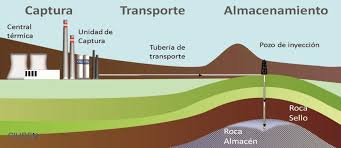 Captura
Transporte
Almacenamiento
Central
térmica
Unidad de
Captura
Tubería de
transporte
Pozo de inyección
Roca
Sello
Roca
Almacén